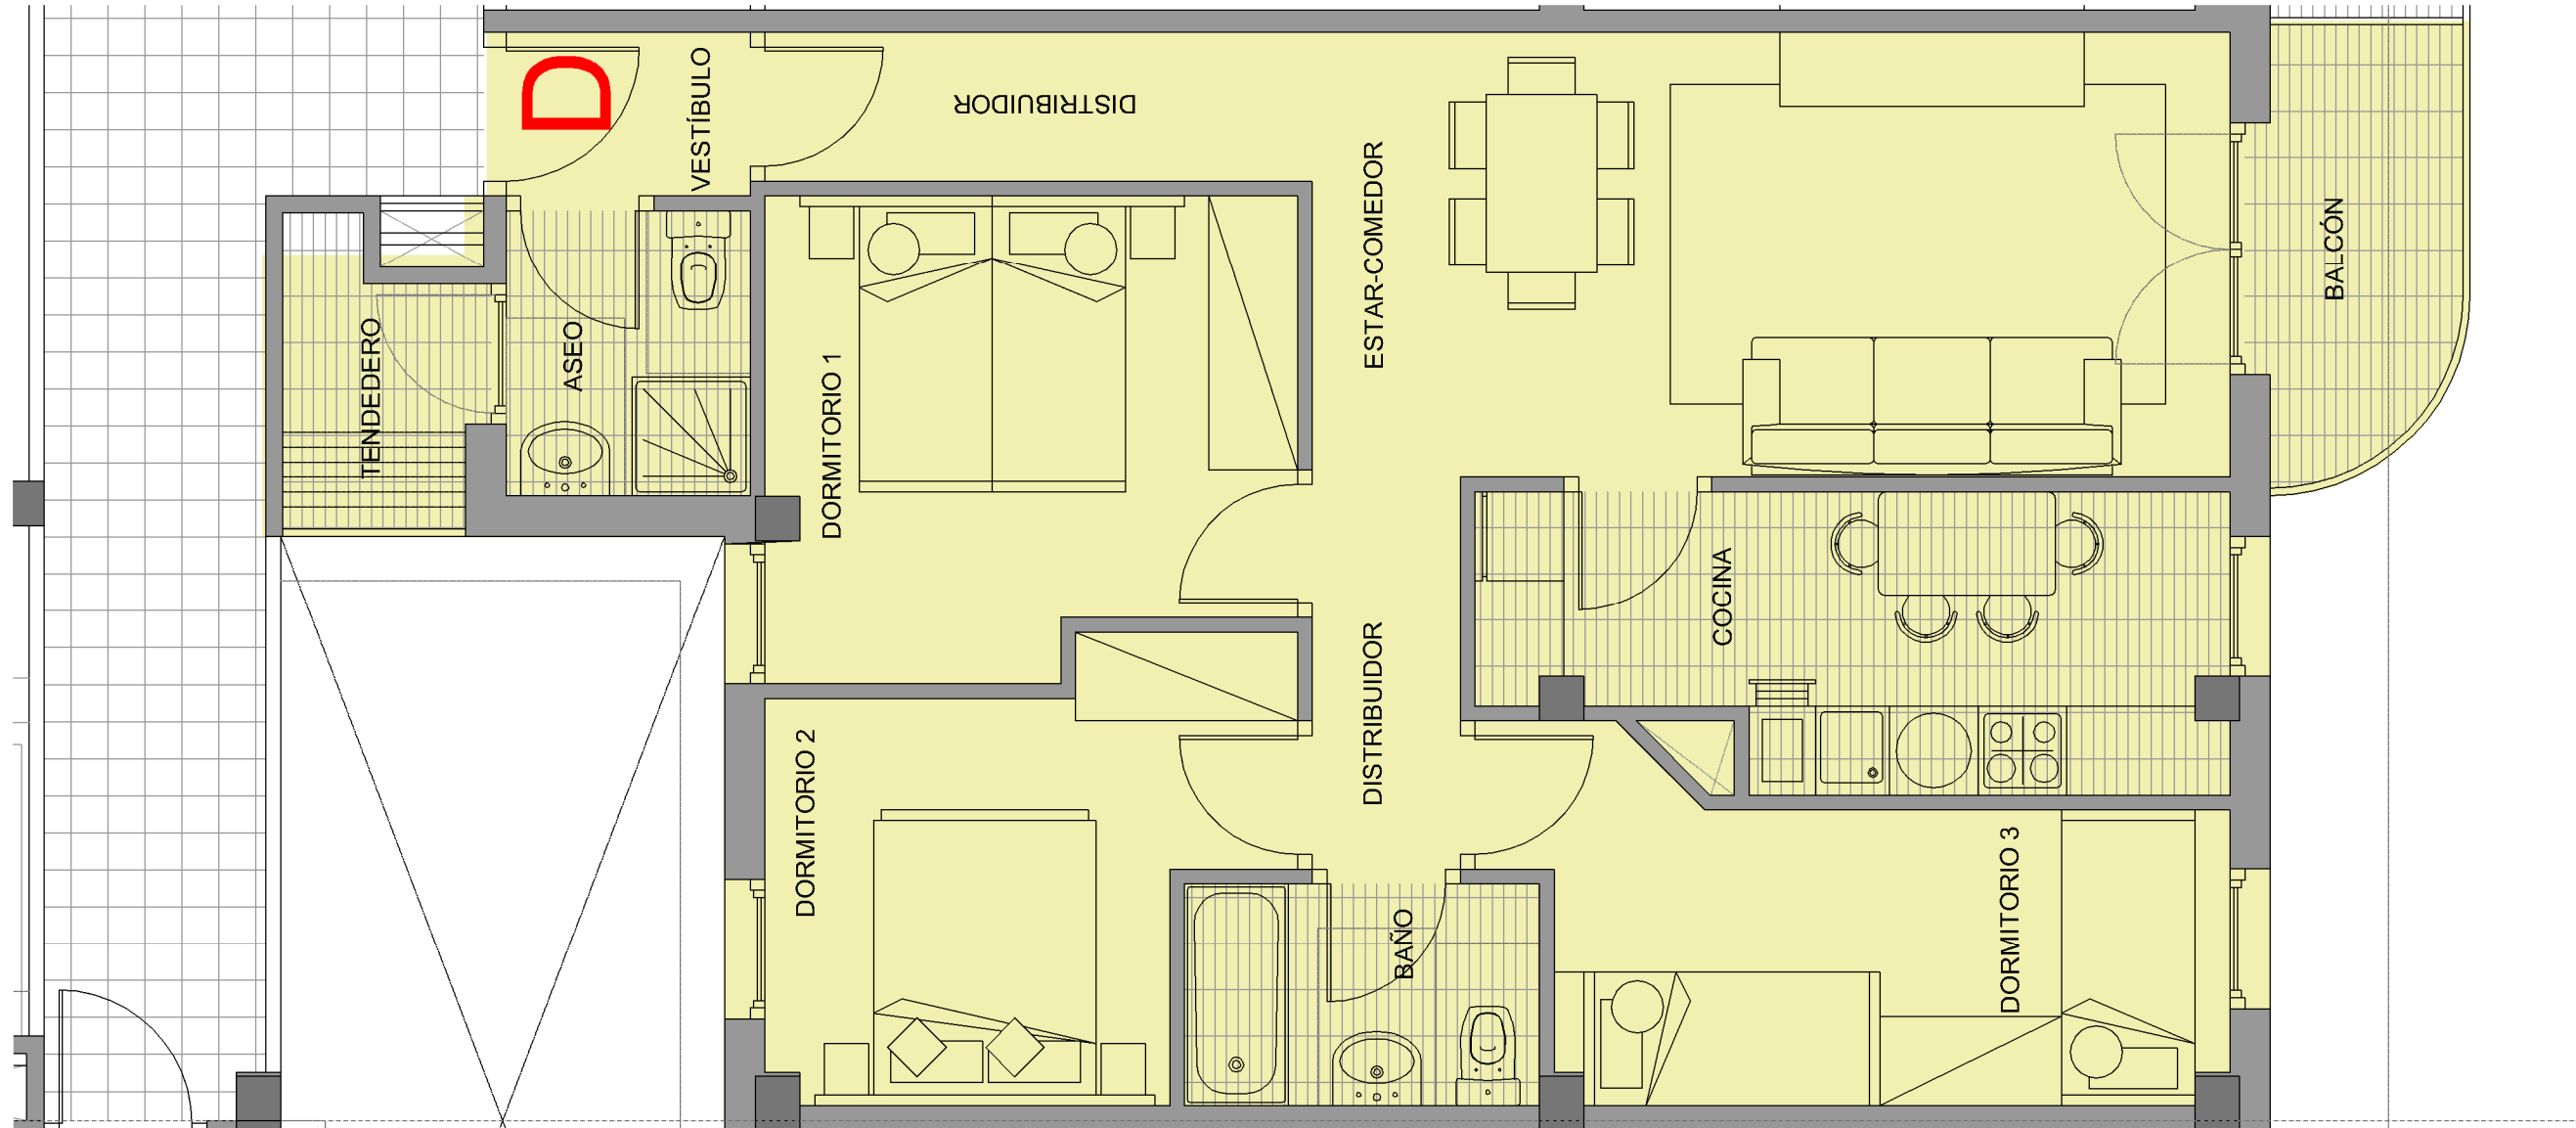 D
VESTÍBULO
DISTRIBUIDOR
ESTAR-COMEDOR
BALCÓN
TENDEDERO
ASEO
DORMITORIO 1
COCINA
DISTRIBUIDOR
DORMITORIO 2
BAÑO
DORMITORIO 3